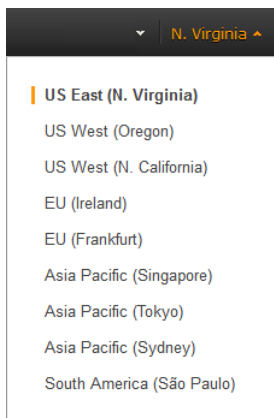 N. Virginia
US East (N. Virginia)
US West (Oregon)
US West (N. California)
EU (Ireland)
EU (Frankfurt)
Asia Pacific (Singapore)
Asia Pacific (Tokyo)
Asia Pacific (Sydney)
South America (São Paulo)